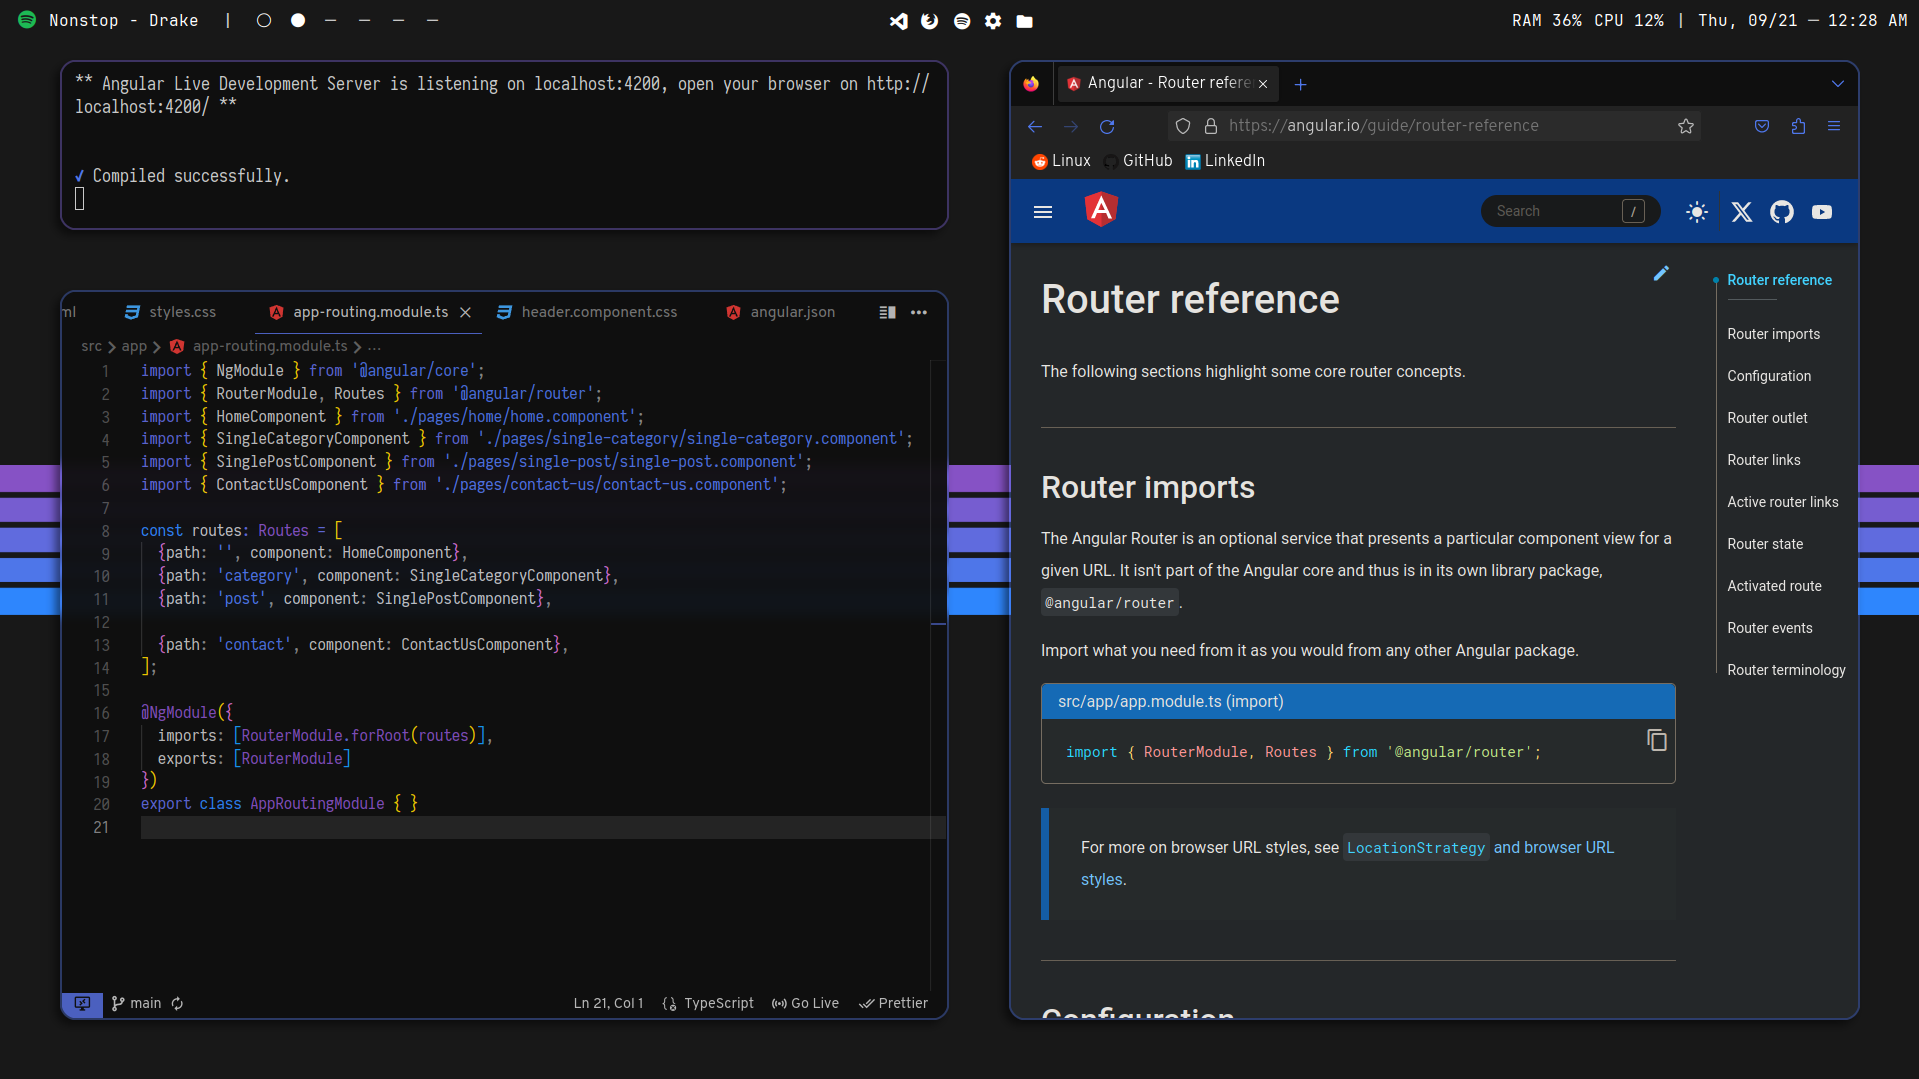 Nonstop - Drake |
RAM 36% CPU 12% | Thu, 09/21 — 12:28 AM
** Angular Live Development Server is listening on localhost:4200, open your browser on http://
localhost:4200/ **
✓ Compiled successfully.
ml styles.css app-routing.module.ts header.component.css angular.json
src > app > app-routing.module.ts > ...
1 import { NgModule } from '@angular/core';
2 import { RouterModule, Routes } from '@angular/router';
3 import { HomeComponent } from './pages/home/home.component';
4 import { SingleCategoryComponent } from './pages/single-category/single-category.component';
5 import { SinglePostComponent } from './pages/single-post/single-post.component';
6 import { ContactUsComponent } from './pages/contact-us/contact-us.component';
7
8 const routes: Routes = [
9 {path: '', component: HomeComponent},
10 {path: 'category', component: SingleCategoryComponent},
11 {path: 'post', component: SinglePostComponent},
12
13 {path: 'contact', component: ContactUsComponent},
14 ];
15
16 @NgModule({
17 imports: [RouterModule.forRoot(routes)],
18 exports: [RouterModule]
19 })
20 export class AppRoutingModule { }
21
main Ln 21, Col 1 TypeScript Go Live Prettier
Angular - Router refere
https://angular.io/guide/router-reference
Linux GitHub LinkedIn
Search /
Router reference
The following sections highlight some core router concepts.
Router imports
The Angular Router is an optional service that presents a particular component view for a
given URL. It isn't part of the Angular core and thus is in its own library package,
@angular/router.
Import what you need from it as you would from any other Angular package.
src/app/app.module.ts (import)
import { RouterModule, Routes } from '@angular/router';
For more on browser URL styles, see LocationStrategy and browser URL
styles.
Configuration
Router reference
Router imports
Configuration
Router outlet
Router links
Active router links
Router state
Activated route
Router events
Router terminology